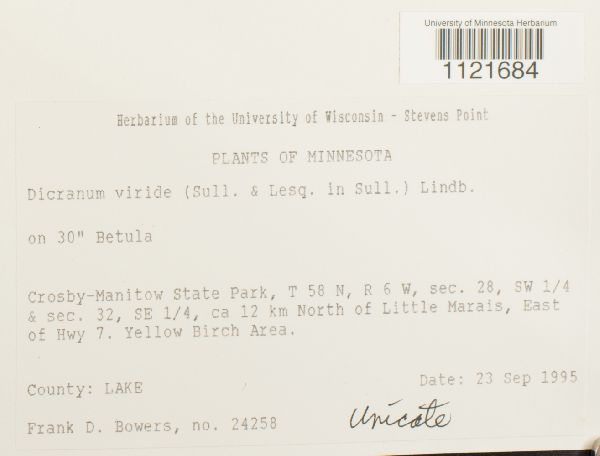 University of Minnesota Herbarium
1121684
Herbarium of the University of Wisconsin - Stevens Point
PLANTS OF MINNESOTA
Dicranum viride (Sull. & Lesq. in Sull.) Lindb.
on 30" Betula
Crosby-Manitow State Park, T 58 N, R 6 W, sec. 28, SW 1/4
& sec. 32, SE 1/4, ca 12 km North of Little Marais, East
of Hwy 7. Yellow Birch Area.
County: LAKE
Date: 23 Sep 1995
Frank D. Bowers, no. 24258
Unicate